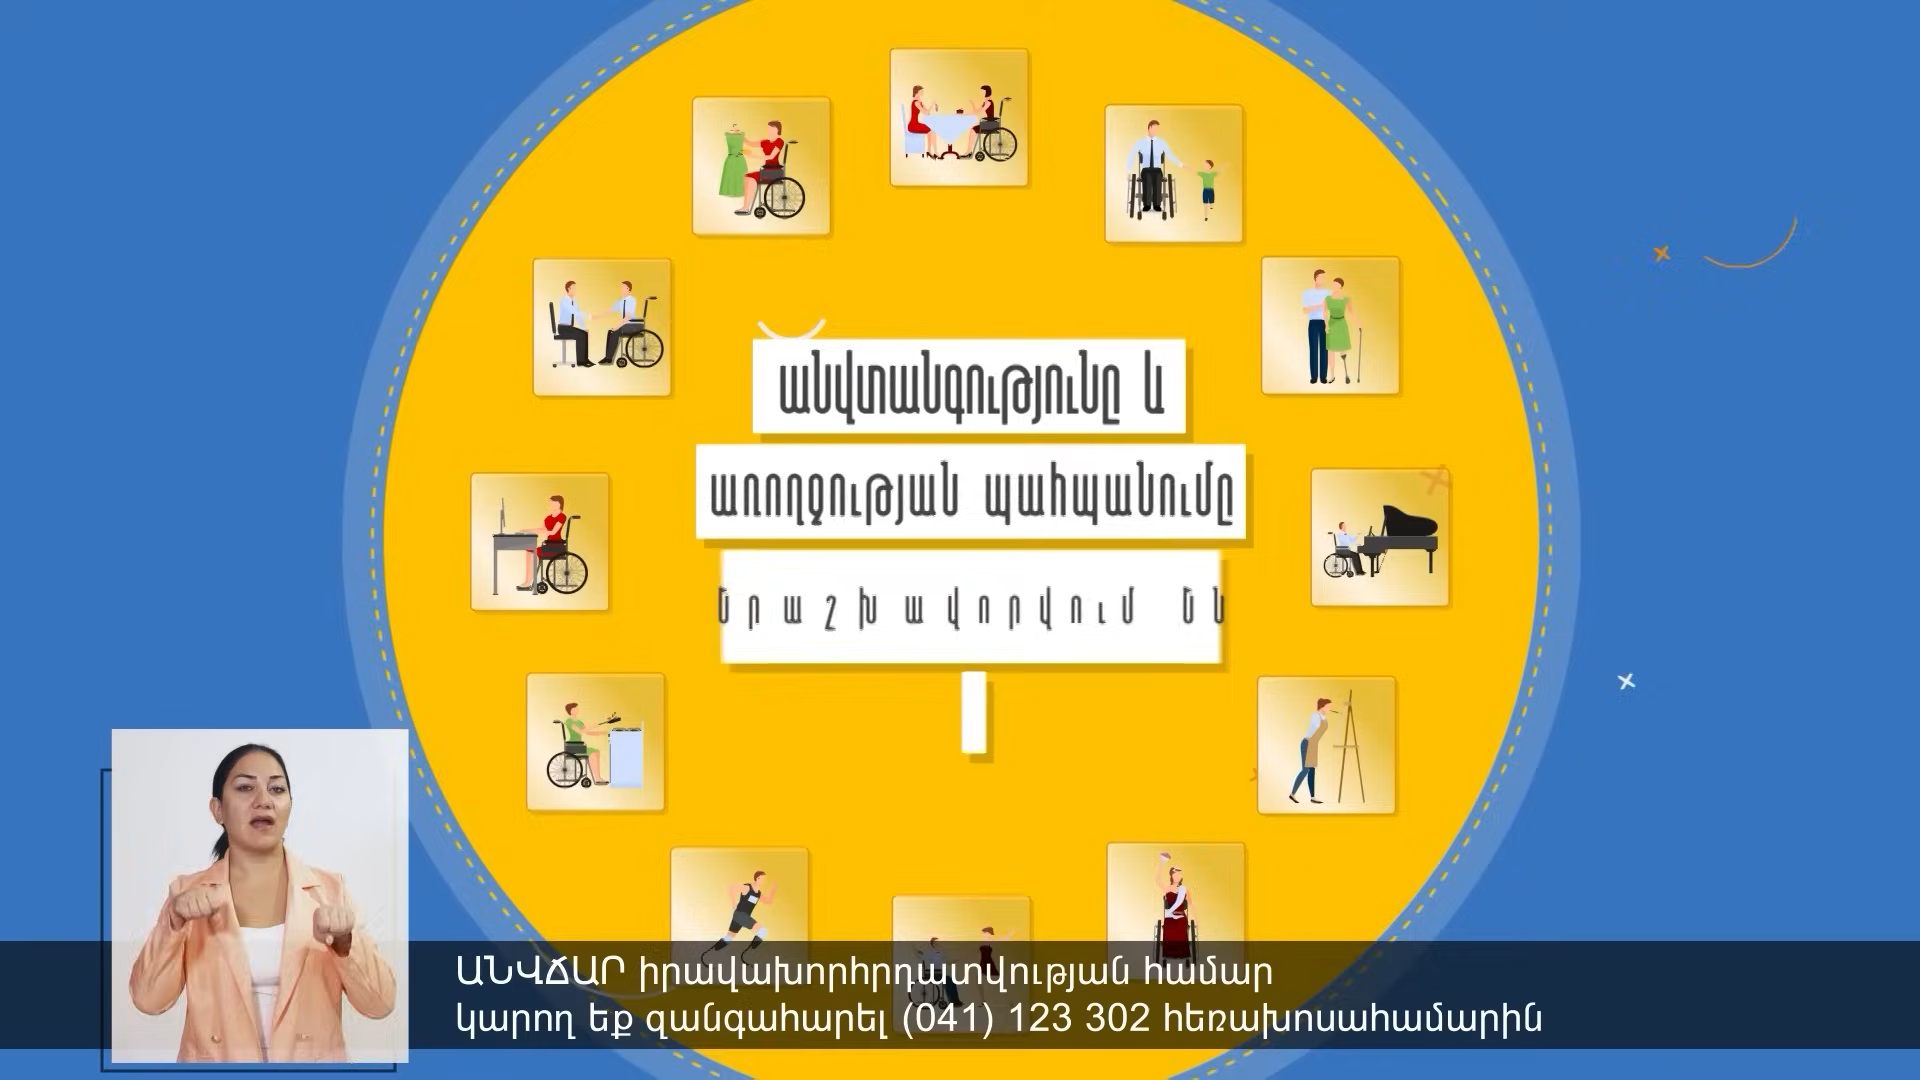 անվտանգությունը և
առողջության պահպանումը
երաշխավորվում են
ԱՆՎՃԱՐ իրավախորհրդատվության համար
կարող եք զանգահարել (041) 123 302 հեռախոսահամարին